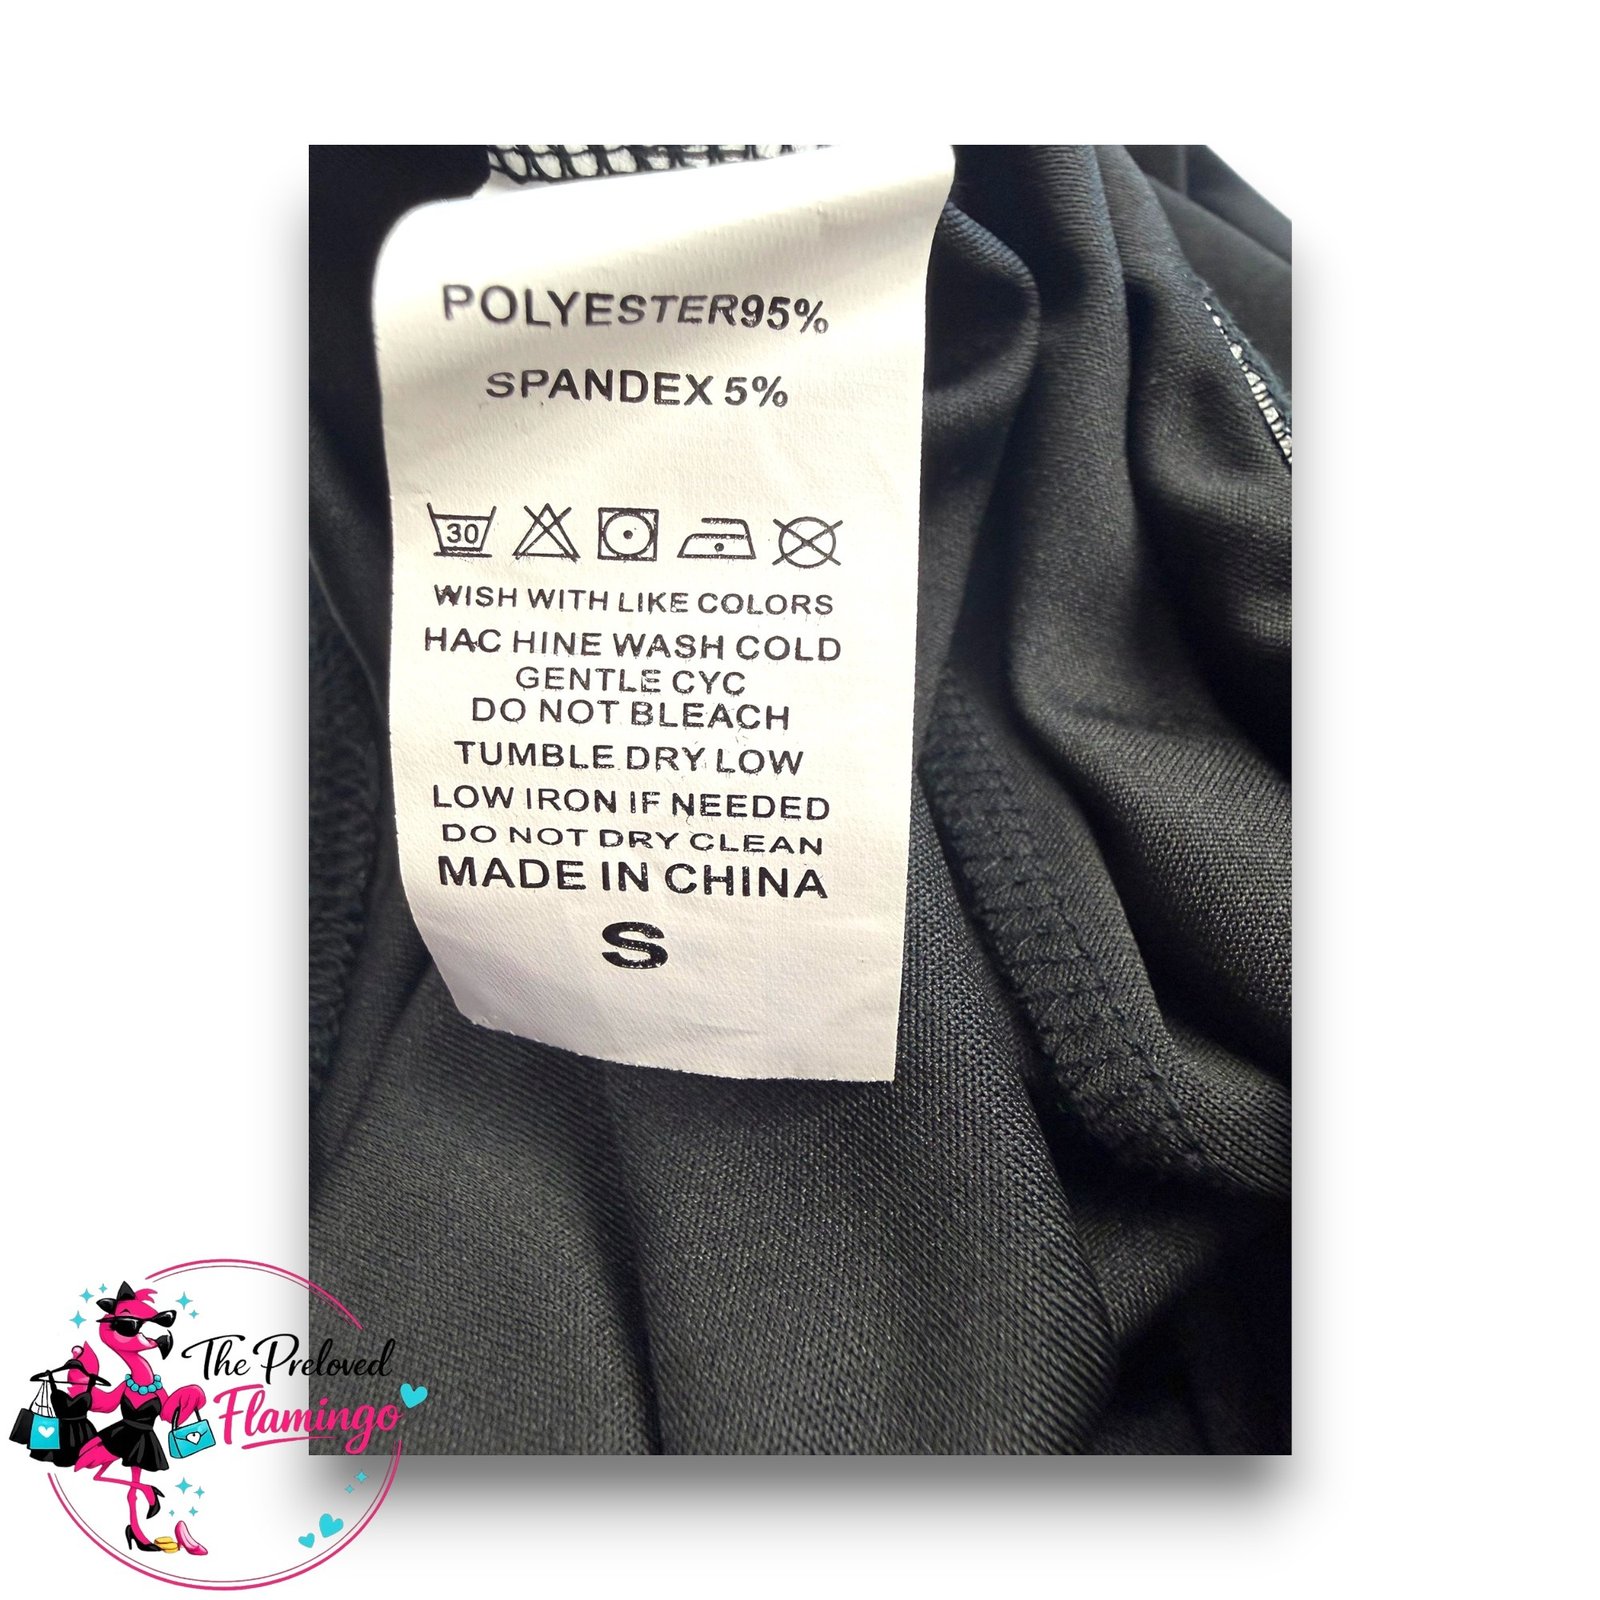 POLYESTER95%
SPANDEX 5%
30
WISH WITH LIKE COLORS
HAC HINE WASH COLD
GENTLE CYC
DO NOT BLEACH
TUMBLE DRY LOW
LOW IRON IF NEEDED
DO NOT DRY CLEAN
MADE IN CHINA
S
The Preloved
Flamingo